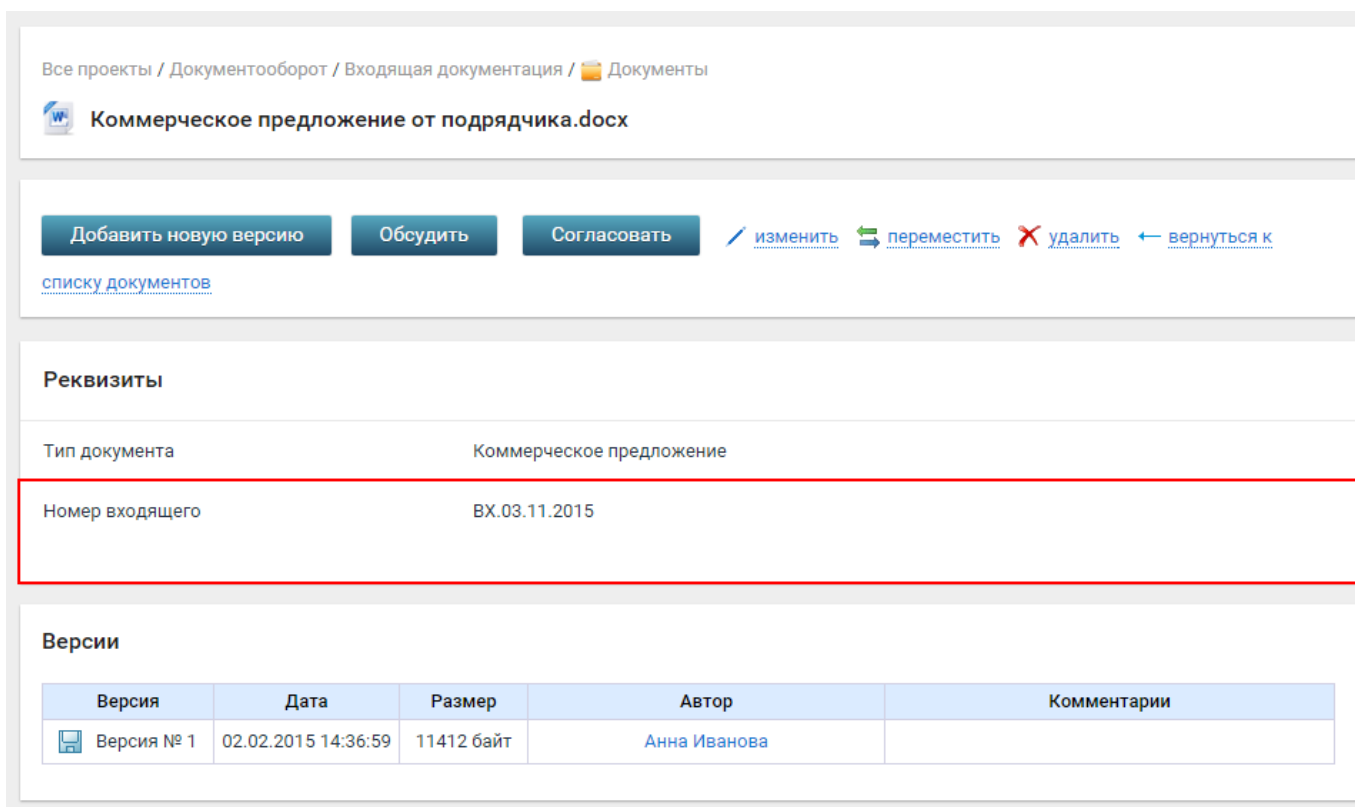 Все проекты / Документооборот / Входящая документация / Документы
Коммерческое предложение от подрядчика.docx
Добавить новую версию Обсудить Согласовать изменить переместить удалить вернуться к
списку документов
Реквизиты
Тип документа Коммерческое предложение
Номер входящего ВХ.03.11.2015
Версии
Версия Дата Размер Автор Комментарии
Версия № 1 02.02.2015 14:36:59 11412 байт Анна Иванова